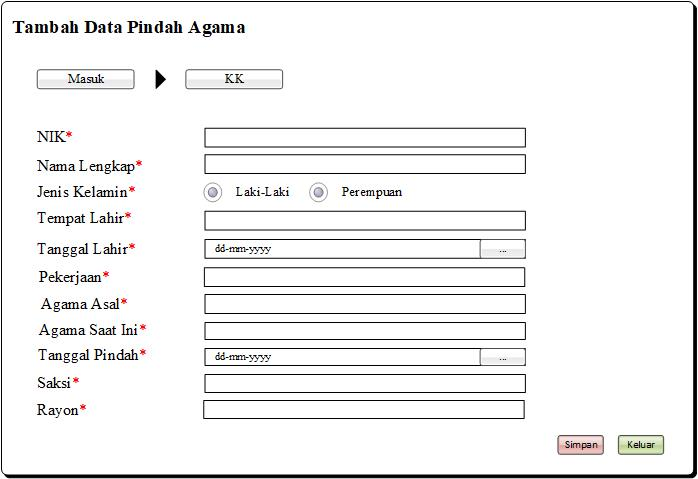 Tambah Data Pindah Agama
Masuk KK
NIK*
Nama Lengkap*
Jenis Kelamin* Laki-Laki Perempuan
Tempat Lahir*
Tanggal Lahir* dd-mm-yyyy ...
Pekerjaan*
Agama Asal*
Agama Saat Ini*
Tanggal Pindah* dd-mm-yyyy ...
Saksi*
Rayon*
Simpan Keluar